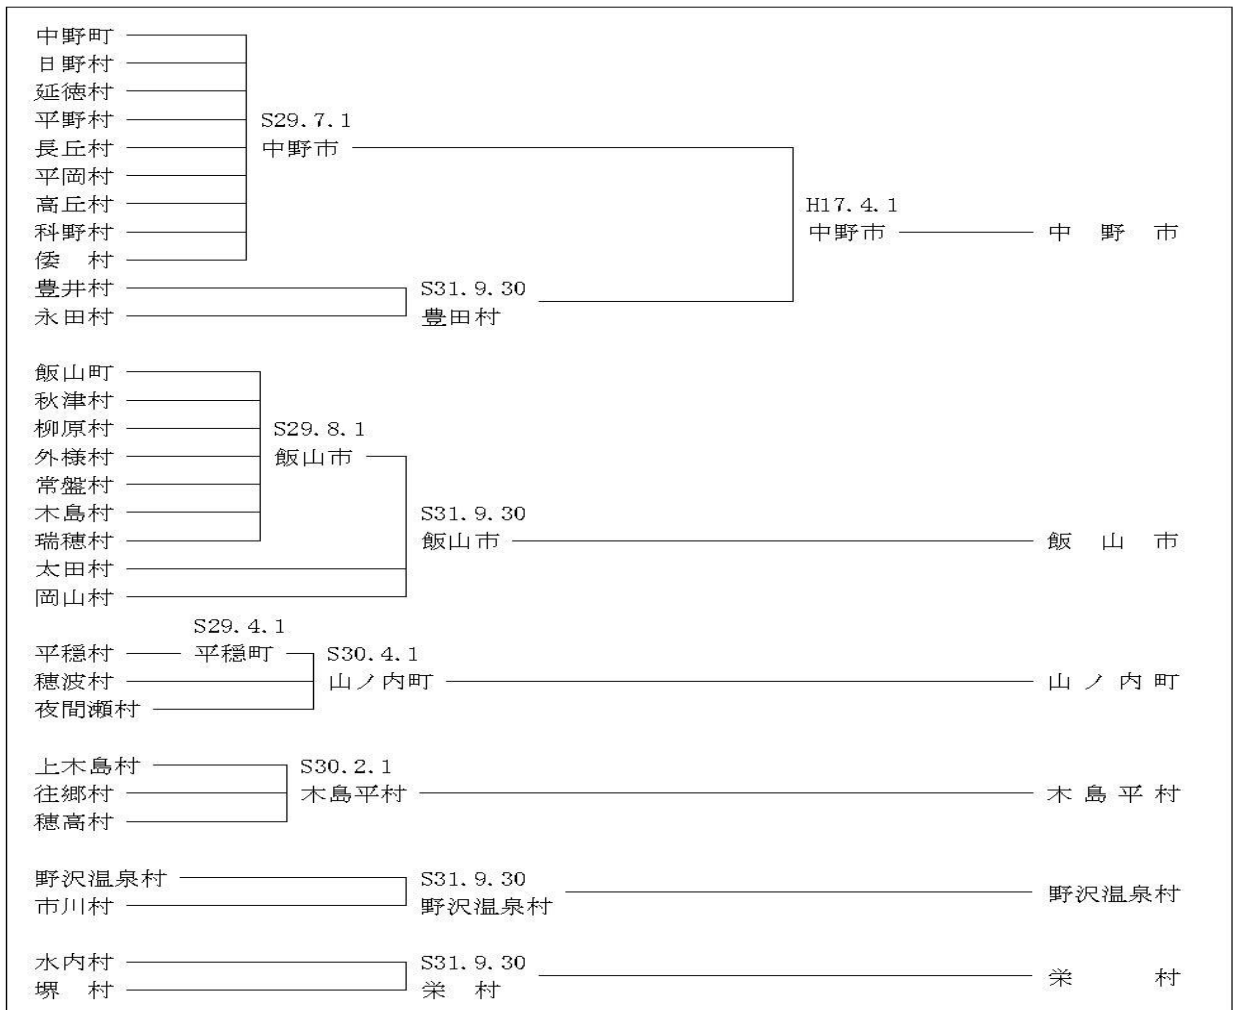 中野町
日野村
延徳村
平野村 S29.7.1
長丘村 中野市
平岡村
高丘村 H17.4.1
科野村 中野市 中野市
倭村
豊井村 S31.9.30
永田村 豊田村
飯山町
秋津村
柳原村 S29.8.1
外様村 飯山市
常盤村
木島村 S31.9.30
瑞穂村 飯山市 飯山市
太田村
岡山村
S29.4.1
平穏村 平穏町 S30.4.1
穂波村 山ノ内町 山ノ内町
夜間瀬村
上木島村 S30.2.1
往郷村 木島平村 木島平村
穂高村
野沢温泉村 S31.9.30
市川村 野沢温泉村 野沢温泉村
水内村 S31.9.30
堺村 栄村 栄村